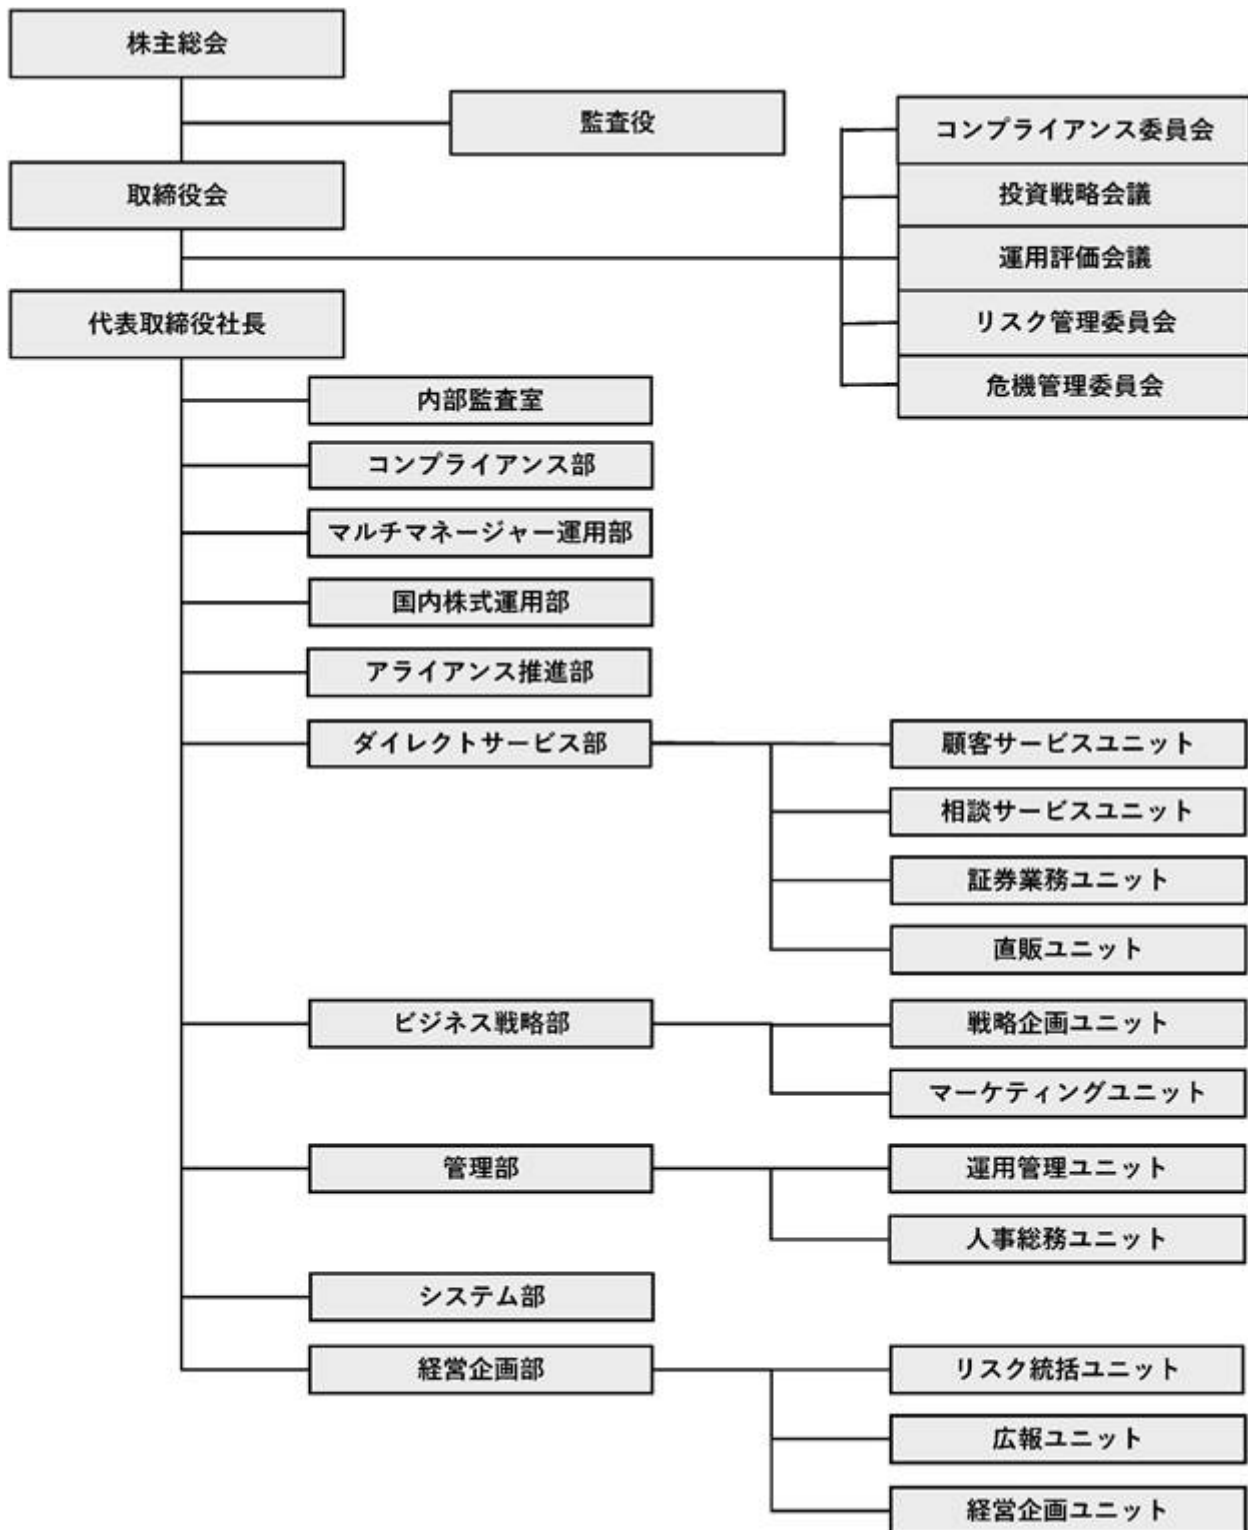 株主総会
監査役
コンプライアンス委員会
取締役会
投資戦略会議
運用評価会議
代表取締役社長
リスク管理委員会
危機管理委員会
内部監査室
コンプライアンス部
マルチマネージャー運用部
国内株式運用部
アライアンス推進部
ダイレクトサービス部
顧客サービスユニット
相談サービスユニット
証券業務ユニット
直販ユニット
ビジネス戦略部
戦略企画ユニット
マーケティングユニット
管理部
運用管理ユニット
人事総務ユニット
システム部
経営企画部
リスク統括ユニット
広報ユニット
経営企画ユニット